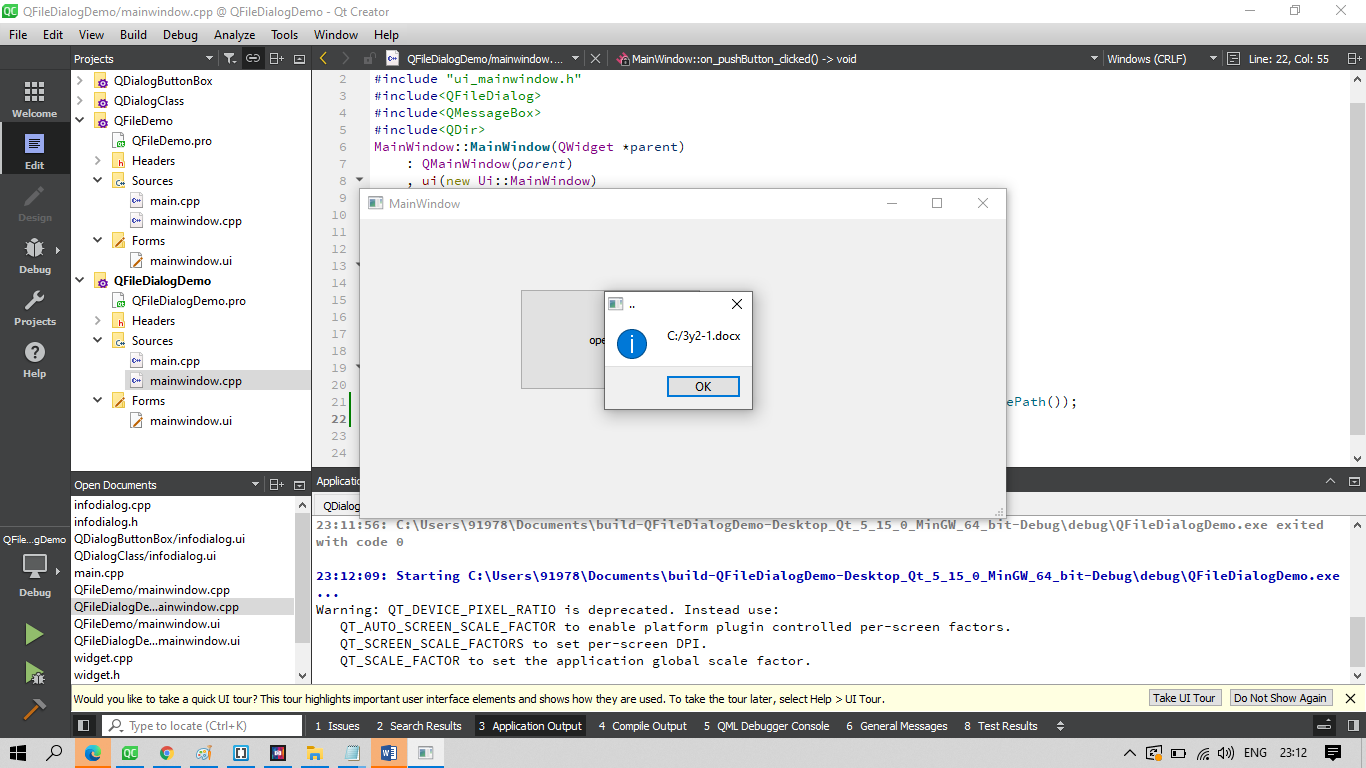 QFileDialogDemo/mainwindow.cpp @ QFileDialogDemo - Qt Creator
File Edit View Build Debug Analyze Tools Window Help
Projects
QFileDialogDemo/mainwindow....
MainWindow::on_pushButton_clicked() -> void
Windows (CRLF)
Line: 22, Col: 55
Welcome
Edit
Design
Debug
Projects
Help
QFile...gDemo
Debug
QDialogButtonBox
QDialogClass
QFileDemo
QFileDemo.pro
Headers
Sources
main.cpp
mainwindow.cpp
Forms
mainwindow.ui
QFileDialogDemo
QFileDialogDemo.pro
Headers
Sources
main.cpp
mainwindow.cpp
Forms
mainwindow.ui
2 #include "ui_mainwindow.h"
3 #include<QFileDialog>
4 #include<QMessageBox>
5 #include<QDir>
6 MainWindow::MainWindow(QWidget *parent)
7 : QMainWindow(parent)
8 , ui(new Ui::MainWindow)
9
10
11
12
13
14
15
16
17
18
19
20
21 ePath());
22
23
24
MainWindow
ope
..
C:/3y2-1.docx
OK
Open Documents
infodialog.cpp
infodialog.h
QDialogButtonBox/infodialog.ui
QDialogClass/infodialog.ui
main.cpp
QFileDemo/mainwindow.cpp
QFileDialogDe...ainwindow.cpp
QFileDemo/mainwindow.ui
QFileDialogDe...mainwindow.ui
widget.cpp
widget.h
Applicatio
QDialog
23:11:56: C:\Users\91978\Documents\build-QFileDialogDemo-Desktop_Qt_5_15_0_MinGW_64_bit-Debug\debug\QFileDialogDemo.exe exited
with code 0
23:12:09: Starting C:\Users\91978\Documents\build-QFileDialogDemo-Desktop_Qt_5_15_0_MinGW_64_bit-Debug\debug\QFileDialogDemo.exe
...
Warning: QT_DEVICE_PIXEL_RATIO is deprecated. Instead use:
QT_AUTO_SCREEN_SCALE_FACTOR to enable platform plugin controlled per-screen factors.
QT_SCREEN_SCALE_FACTORS to set per-screen DPI.
QT_SCALE_FACTOR to set the application global scale factor.
Would you like to take a quick UI tour? This tour highlights important user interface elements and shows how they are used. To take the tour later, select Help > UI Tour.
Take UI Tour
Do Not Show Again
Type to locate (Ctrl+K)
1 Issues 2 Search Results 3 Application Output 4 Compile Output 5 QML Debugger Console 6 General Messages 8 Test Results
ENG 23:12